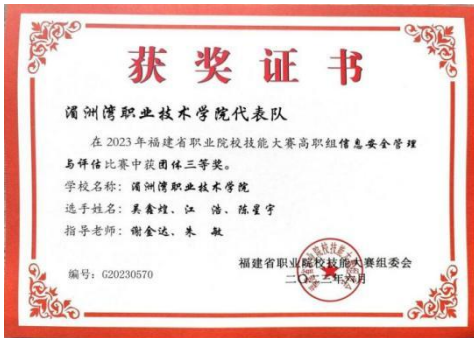 获奖证书
湄洲湾职业技术学院代表队
在2023年福建省职业院校技能大赛高职组信息安全管理
与评估比赛中获团体三等奖。
学校名称：湄洲湾职业技术学院
选手姓名：吴鑫煌、江 浩、陈星宇
指导老师：谢金达、朱 敏
福建省职业院校技能大赛组委会
编号：G20230570
二〇二三年六月